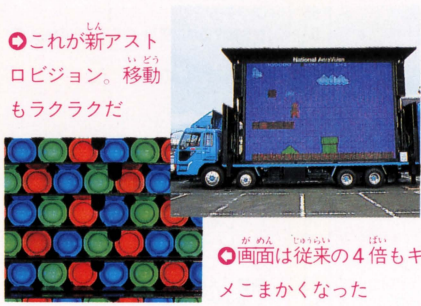 これが新アスト
ロビジョン。移動
もラクラクだ
National AstroVision
画面は従来の4倍もキ
メこまかくなった